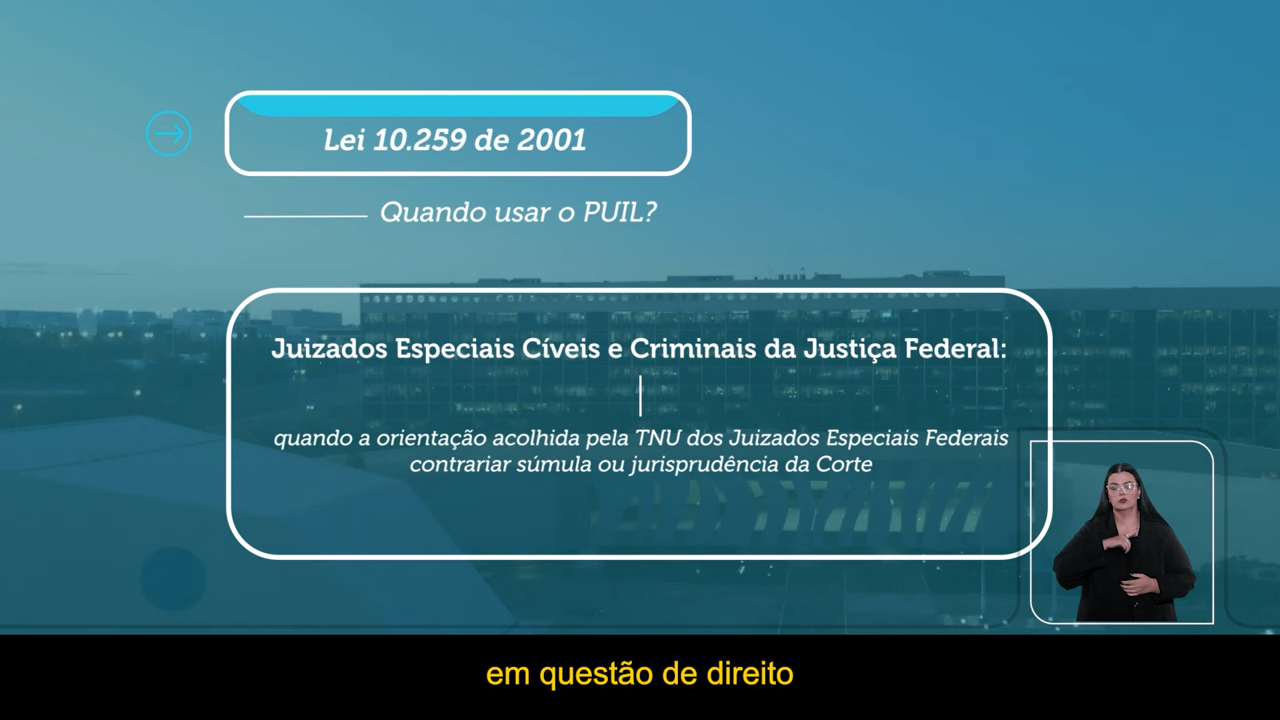 Lei 10.259 de 2001
Quando usar o PUIL?
Juizados Especiais Cíveis e Criminais da Justiça Federal:
quando a orientação acolhida pela TNU dos Juizados Especiais Federais
contrariar súmula ou jurisprudência da Corte
em questão de direito